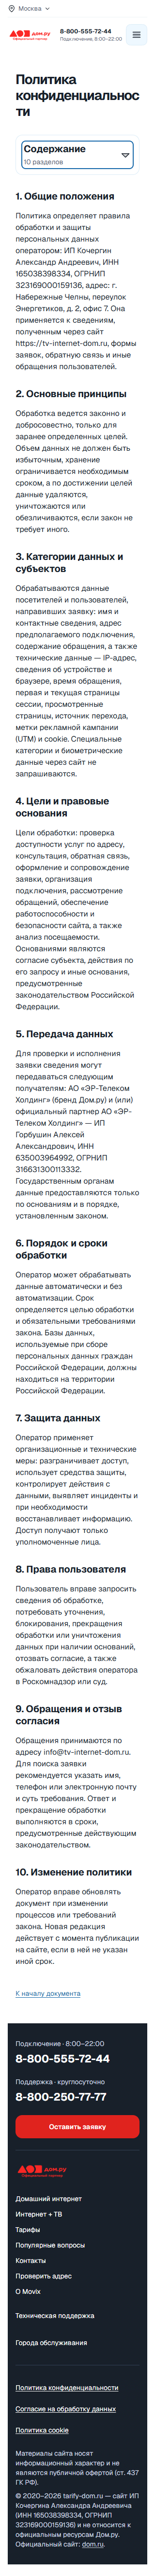 Москва
дом.ру
Официальный партнер
8-800-555-72-44
Подключение, 8:00–22:00
Политика
конфиденциальнос
ти
Содержание
10 разделов
1. Общие положения
Политика определяет правила
обработки и защиты
персональных данных
оператором: ИП Кочергин
Александр Андреевич, ИНН
165038398334, ОГРНИП
323169000159136, адрес: г.
Набережные Челны, переулок
Энергетиков, д. 2, офис 7. Она
применяется к сведениям,
полученным через сайт
https://tv-internet-dom.ru, формы
заявок, обратную связь и иные
обращения пользователей.
2. Основные принципы
Обработка ведется законно и
добросовестно, только для
заранее определенных целей.
Объем данных не должен быть
избыточным, хранение
ограничивается необходимым
сроком, а по достижении целей
данные удаляются,
уничтожаются или
обезличиваются, если закон не
требует иного.
3. Категории данных и
субъектов
Обрабатываются данные
посетителей и пользователей,
направивших заявку: имя и
контактные сведения, адрес
предполагаемого подключения,
содержание обращения, а также
технические данные — IP-адрес,
сведения об устройстве и
браузере, время обращения,
первая и текущая страницы
сессии, просмотренные
страницы, источник перехода,
метки рекламной кампании
(UTM) и cookie. Специальные
категории и биометрические
данные через сайт не
запрашиваются.
4. Цели и правовые
основания
Цели обработки: проверка
доступности услуг по адресу,
консультация, обратная связь,
оформление и сопровождение
заявки, организация
подключения, рассмотрение
обращений, обеспечение
работоспособности и
безопасности сайта, а также
анализ посещаемости.
Основаниями являются
согласие субъекта, действия по
его запросу и иные основания,
предусмотренные
законодательством Российской
Федерации.
5. Передача данных
Для проверки и исполнения
заявки сведения могут
передаваться следующим
получателям: АО «ЭР-Телеком
Холдинг» (бренд Дом.ру) и (или)
официальный партнер АО «ЭР-
Телеком Холдинг» — ИП
Горбушин Алексей
Александрович, ИНН
635003964992, ОГРНИП
316631300113332.
Государственным органам
данные предоставляются только
по основаниям и в порядке,
установленным законом.
6. Порядок и сроки
обработки
Оператор может обрабатывать
данные автоматически и без
автоматизации. Срок
определяется целью обработки
и обязательными требованиями
закона. Базы данных,
используемые при сборе
персональных данных граждан
Российской Федерации, должны
находиться на территории
Российской Федерации.
7. Защита данных
Оператор применяет
организационные и технические
меры: разграничивает доступ,
использует средства защиты,
контролирует действия с
данными, выявляет инциденты и
при необходимости
восстанавливает информацию.
Доступ получают только
уполномоченные лица.
8. Права пользователя
Пользователь вправе запросить
сведения об обработке,
потребовать уточнения,
блокирования, прекращения
обработки или уничтожения
данных при наличии оснований,
отозвать согласие, а также
обжаловать действия оператора
в Роскомнадзор или суд.
9. Обращения и отзыв
согласия
Обращения принимаются по
адресу info@tv-internet-dom.ru.
Для поиска заявки
рекомендуется указать имя,
телефон или электронную почту
и суть требования. Ответ и
прекращение обработки
выполняются в сроки,
предусмотренные действующим
законодательством.
10. Изменение политики
Оператор вправе обновлять
документ при изменении
процессов или требований
закона. Новая редакция
действует с момента публикации
на сайте, если в ней не указан
иной срок.
К началу документа
Подключение · 8:00–22:00
8-800-555-72-44
Поддержка · круглосуточно
8-800-250-77-77
Оставить заявку
дом.ру
Официальный партнер
Домашний интернет
Интернет + ТВ
Тарифы
Популярные вопросы
Контакты
Проверить адрес
О Movix
Техническая поддержка
Города обслуживания
Политика конфиденциальности
Согласие на обработку данных
Политика cookie
Материалы сайта носят
информационный характер и не
являются публичной офертой (ст. 437
ГК РФ).
© 2020–2026 tarify-dom.ru — сайт ИП
Кочергина Александра Андреевича
(ИНН 165038398334, ОГРНИП
323169000159136) и не относится к
официальным ресурсам Дом.ру.
Официальный сайт: dom.ru.